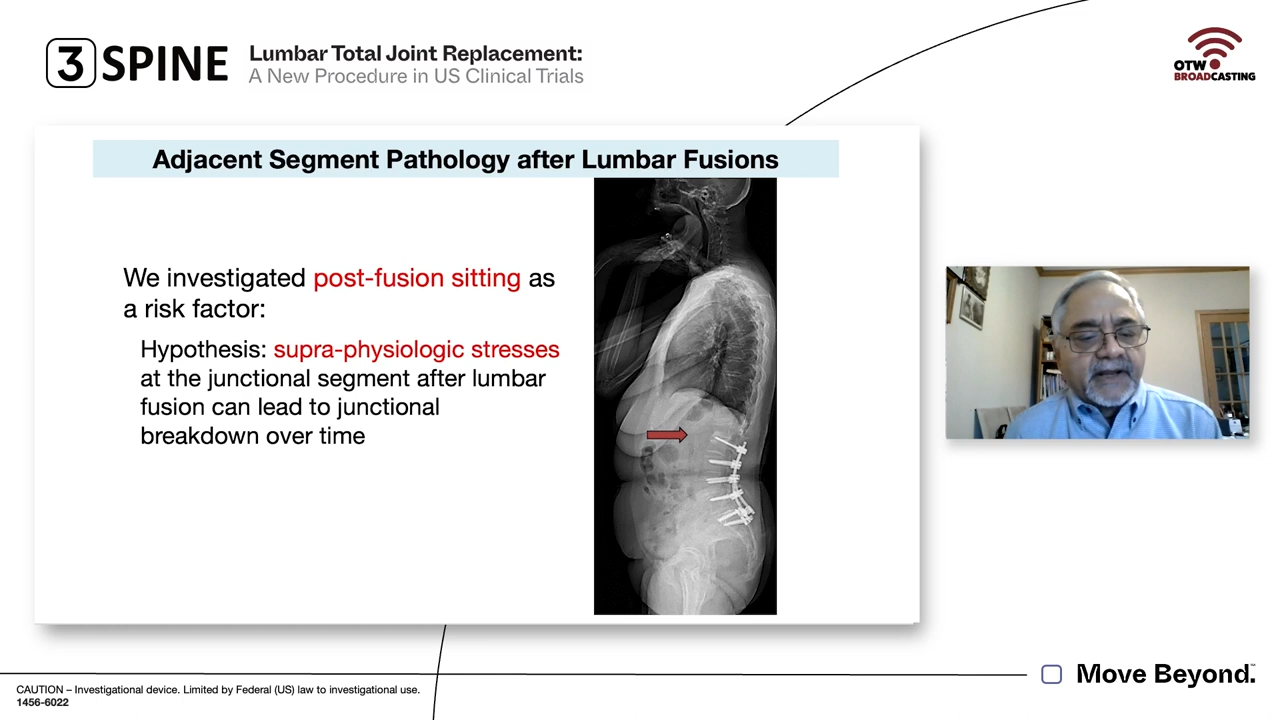 3 SPINE
Lumbar Total Joint Replacement:
A New Procedure in US Clinical Trials
OTW
BROADCASTING
Adjacent Segment Pathology after Lumbar Fusions
We investigated post-fusion sitting as
a risk factor:
Hypothesis: supra-physiologic stresses
at the junctional segment after lumbar
fusion can lead to junctional
breakdown over time
CAUTION – Investigational device. Limited by Federal (US) law to investigational use.
1456-6022
Move Beyond.™